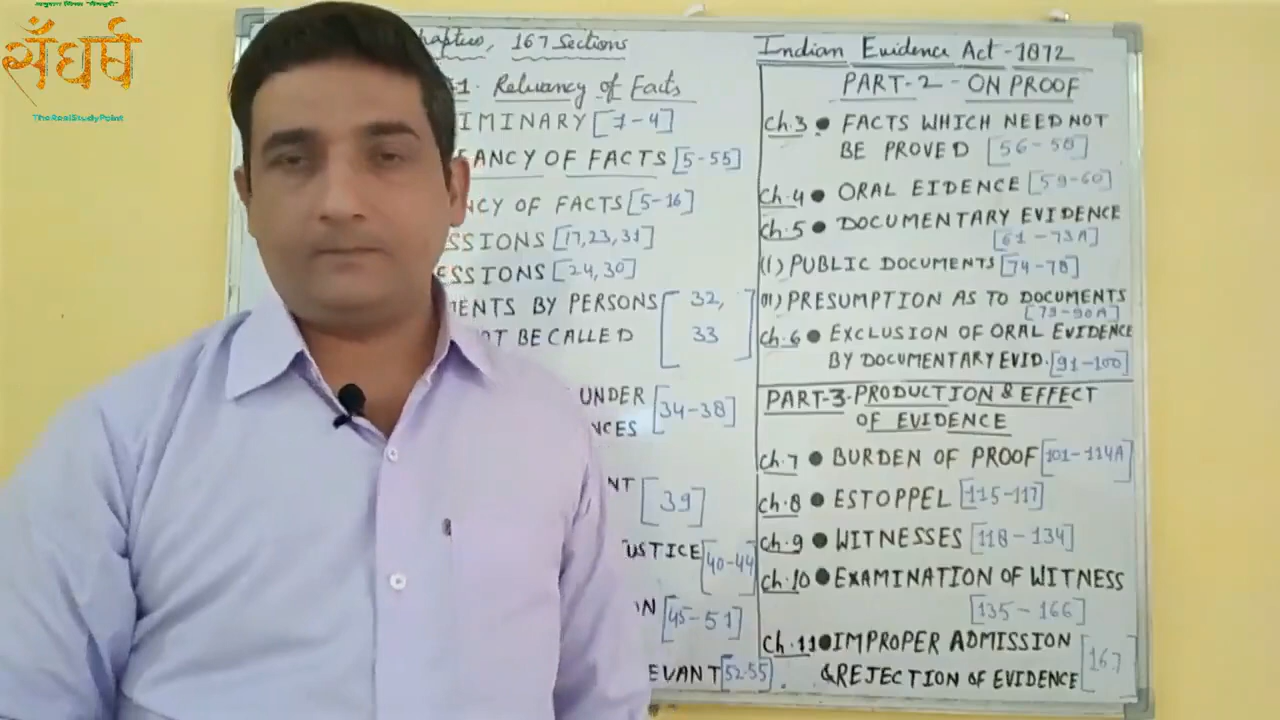 संघर्ष
TheRealStudyPoint
167 Sections
1. Reluancy of Facts
IMINARY [1-4]
ANCY OF FACTS [5-55]
NCY OF FACTS [5-16]
SSIONS [17,23,31]
ESSIONS [24,30]
ENTS BY PERSONS [32,
OT BE CALLED 33]
UNDER
NCES [34-38]
NT [39]
USTICE [40-44]
ON [45-51]
EVANT [52-55]
Indian Evidence Act-1872
PART-2 - ON PROOF
Ch.3 ● FACTS WHICH NEED NOT
BE PROVED [56-58]
Ch.4 ● ORAL EIDENCE [59-60]
Ch.5 ● DOCUMENTARY EVIDENCE
[61-73A]
(I) PUBLIC DOCUMENTS [74-78]
(II) PRESUMPTION AS TO DOCUMENTS
[79-90A]
Ch.6 ● EXCLUSION OF ORAL EVIDENCE
BY DOCUMENTARY EVID. [91-100]
PART-3-PRODUCTION & EFFECT
OF EVIDENCE
Ch.7 ● BURDEN OF PROOF [101-114A]
Ch.8 ● ESTOPPEL [115-117]
Ch.9 ● WITNESSES [118-134]
Ch.10 ● EXAMINATION OF WITNESS
[135-166]
Ch.11 ● IMPROPER ADMISSION
& REJECTION OF EVIDENCE [167]